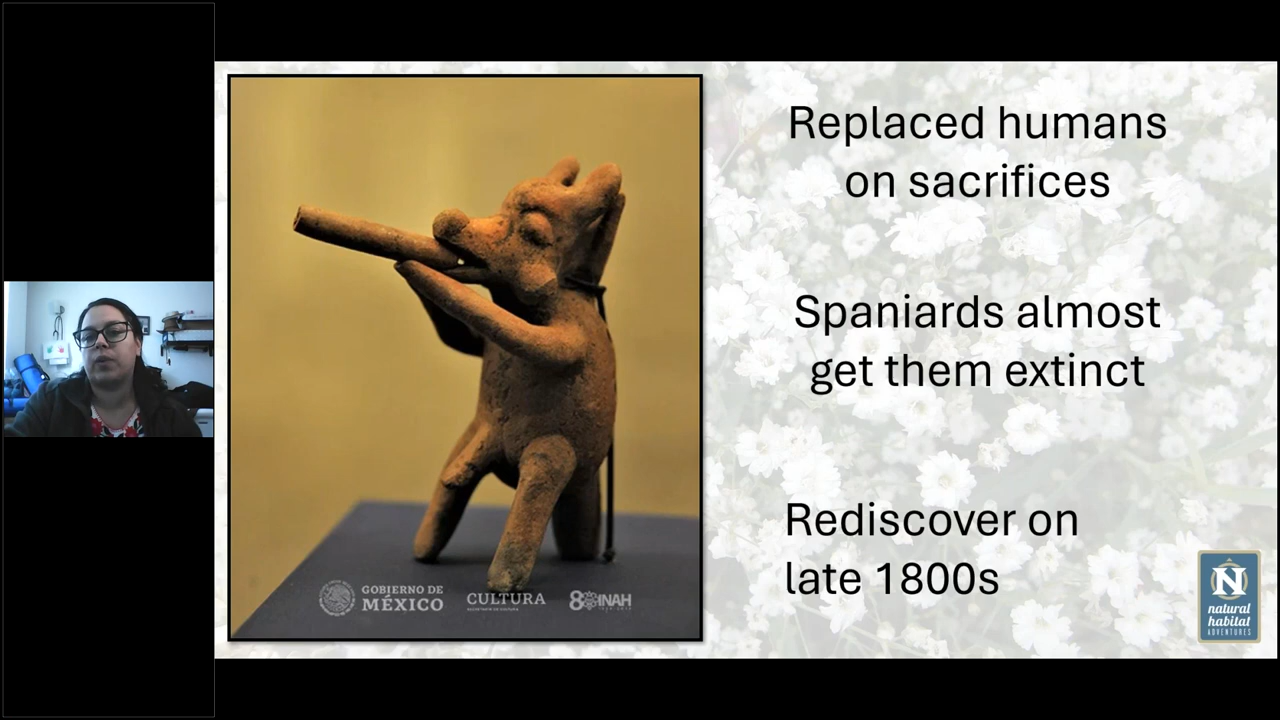 Replaced humans
on sacrifices
Spaniards almost
get them extinct
Rediscover on
late 1800s
GOBIERNO DE
MÉXICO
CULTURA
INAH
N
natural
habitat
ADVENTURES